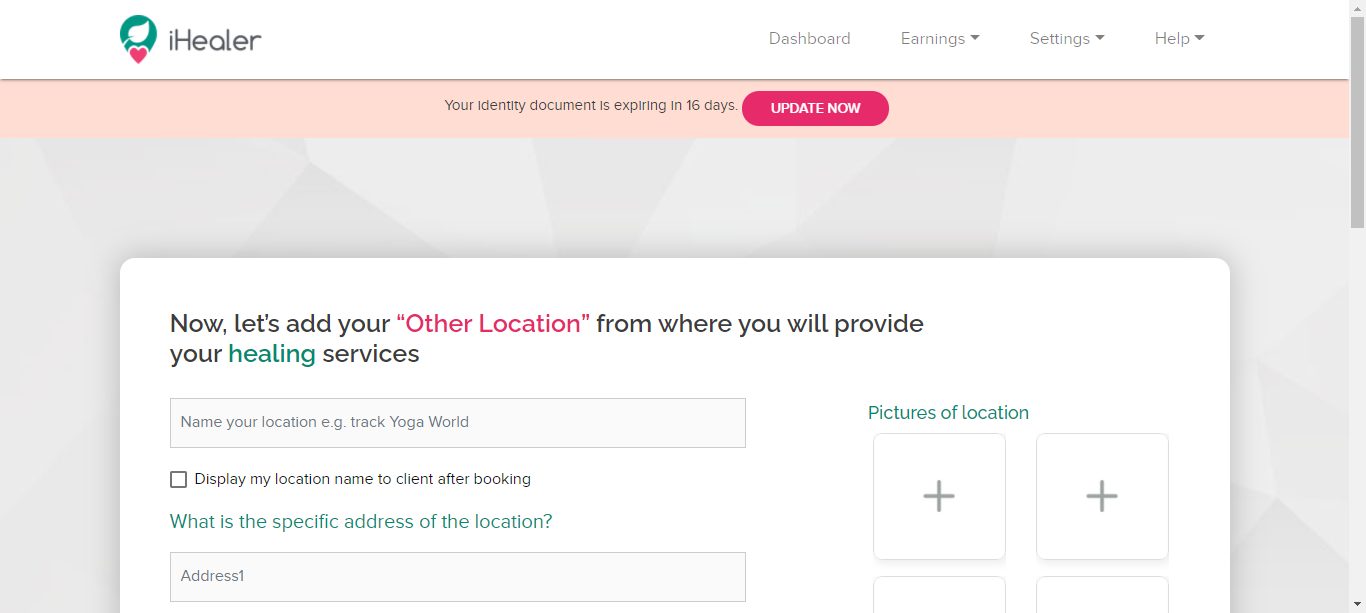 iHealer
Dashboard
Earnings
Settings
Help
Your identity document is expiring in 16 days.
UPDATE NOW
Now, let’s add your “Other Location” from where you will provide
your healing services
Name your location e.g. track Yoga World
Display my location name to client after booking
What is the specific address of the location?
Address1
Pictures of location